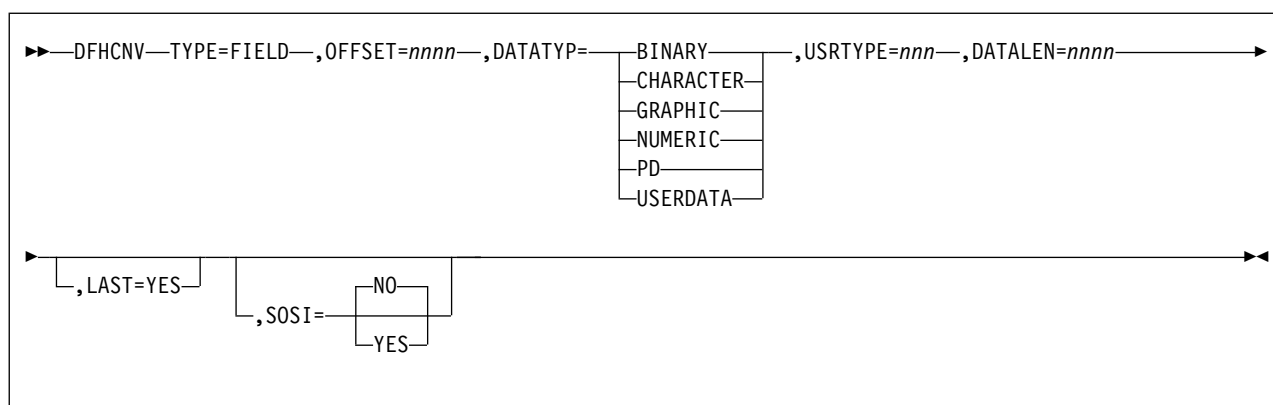 DFHCNV TYPE=FIELD ,OFFSET=nnnn ,DATATYP= BINARY ,USRTYPE=nnn ,DATALEN=nnnn
CHARACTER
GRAPHIC
NUMERIC
PD
USERDATA
,LAST=YES ,SOSI= NO
YES